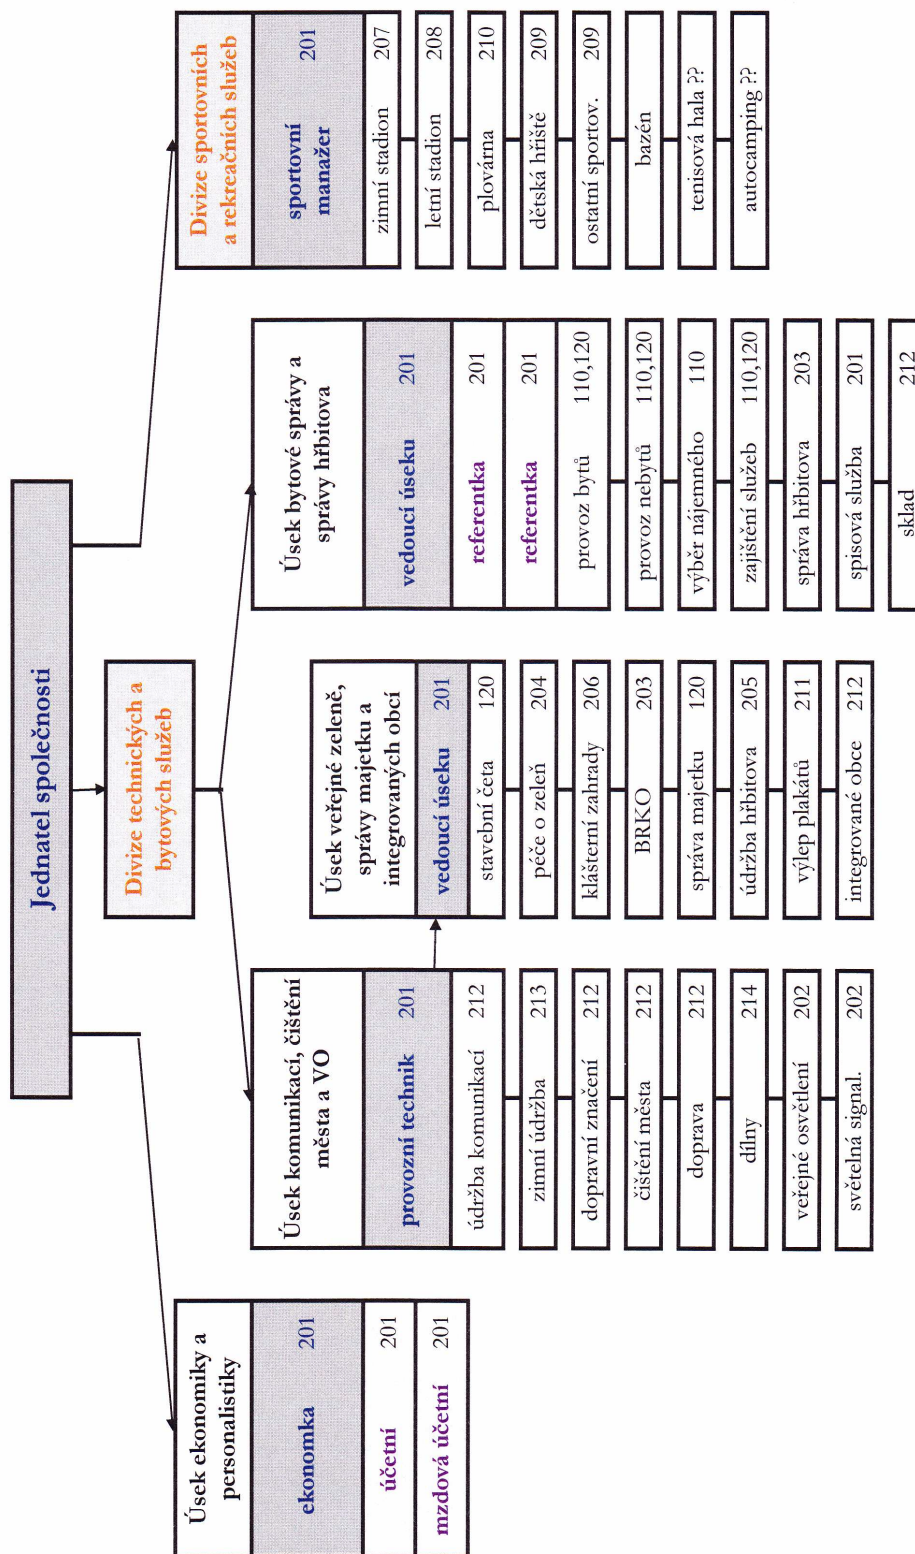 Jednatel společnosti
Úsek ekonomiky a
personalistiky
ekonomka 201
účetní 201
mzdová účetní 201
Divize technických a
bytových služeb
Úsek komunikací, čištění
města a VO
provozní technik 201
údržba komunikací 212
zimní údržba 213
dopravní značení 212
čištění města 212
doprava 212
dílny 214
veřejné osvětlení 202
světelná signal. 202
Úsek veřejné zeleně,
správy majetku a
integrovaných obcí
vedoucí úseku 201
stavební četa 120
péče o zeleň 204
klášterní zahrady 206
BRKO 203
správa majetku 120
údržba hřbitova 205
výlep plakátů 211
integrované obce 212
Úsek bytové správy a
správy hřbitova
vedoucí úseku 201
referentka 201
referentka 201
provoz bytů 110,120
provoz nebytů 110,120
výběr nájemného 110
zajištění služeb 110,120
správa hřbitova 203
spisová služba 201
sklad 212
Divize sportovních
a rekreačních služeb
sportovní 201
manažer
zimní stadion 207
letní stadion 208
plovárna 210
dětská hřiště 209
ostatní sportov. 209
bazén
tenisová hala ??
autocamping ??